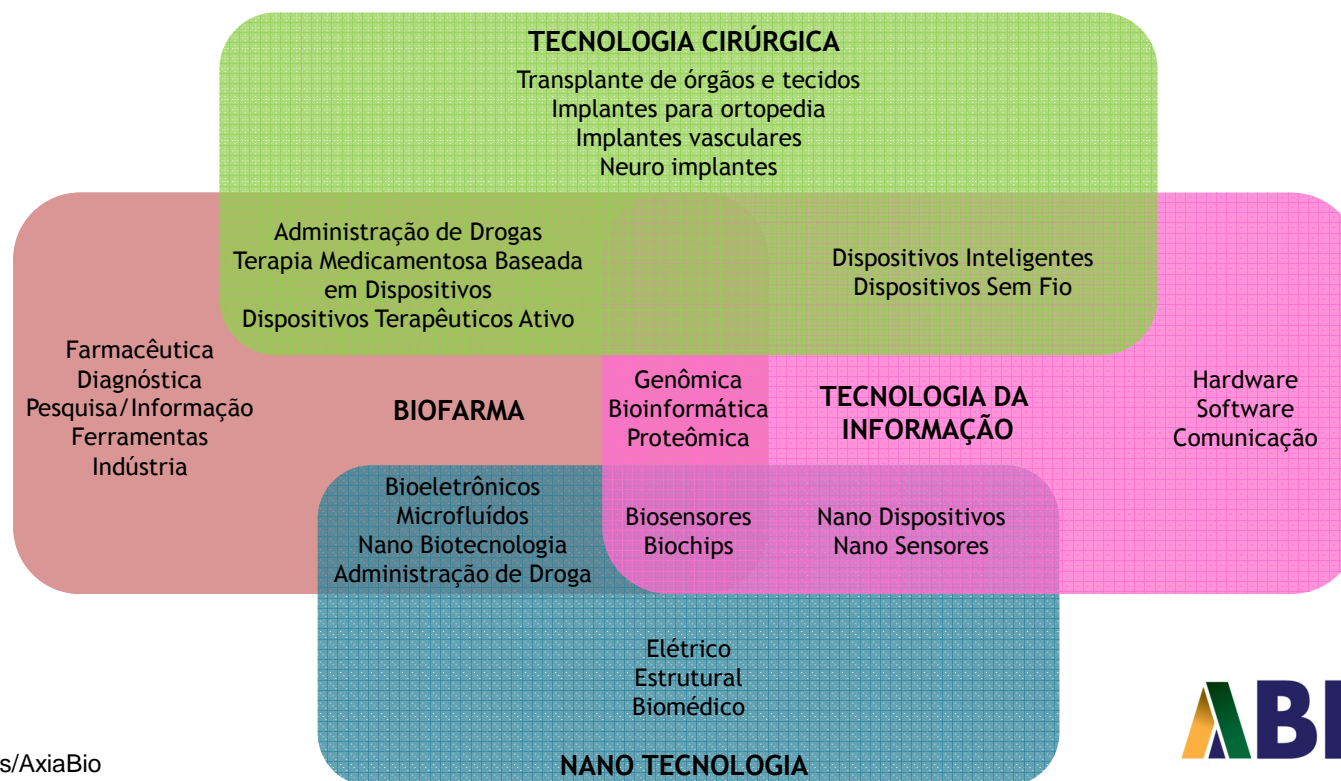 TECNOLOGIA CIRÚRGICA
Transplante de órgãos e tecidos
Implantes para ortopedia
Implantes vasculares
Neuro implantes
Administração de Drogas
Terapia Medicamentosa Baseada
em Dispositivos
Dispositivos Terapêuticos Ativo
Dispositivos Inteligentes
Dispositivos Sem Fio
Farmacêutica
Diagnóstica
Pesquisa/Informação
Ferramentas
Indústria
BIOFARMA
Genômica
Bioinformática
Proteômica
TECNOLOGIA DA
INFORMAÇÃO
Hardware
Software
Comunicação
Bioeletrônicos
Microfluídos
Nano Biotecnologia
Administração de Droga
Biosensores
Biochips
Nano Dispositivos
Nano Sensores
Elétrico
Estrutural
Biomédico
NANO TECNOLOGIA
s/AxiaBio